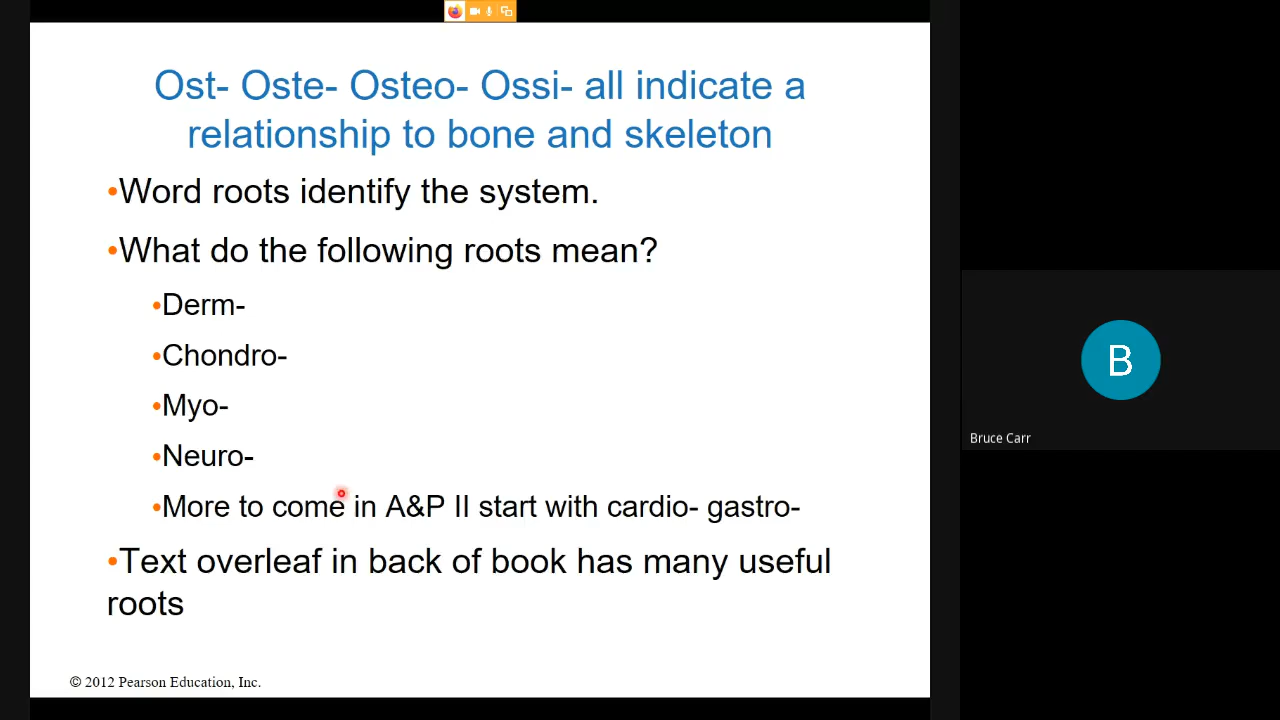 Ost- Oste- Osteo- Ossi- all indicate a
relationship to bone and skeleton
•Word roots identify the system.
•What do the following roots mean?
•Derm-
•Chondro-
•Myo-
•Neuro-
•More to come in A&P II start with cardio- gastro-
•Text overleaf in back of book has many useful
roots
© 2012 Pearson Education, Inc.
B
Bruce Carr